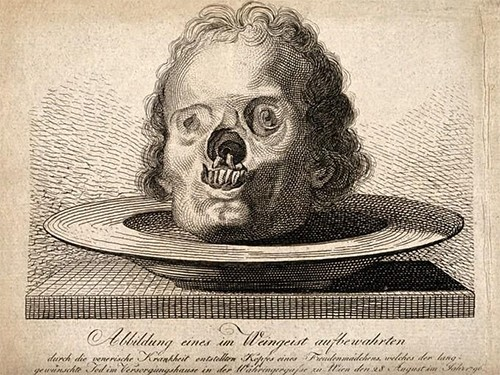 Abbildung eines im Weingeist aufbewahrten
durch die venerische Krankheit entstellten Kopfes eines Freudenmädchens, welches der lang-
gewünschte Tod im Versorgungshause in der Währingergasse zu Wien den 28 August im Jahr